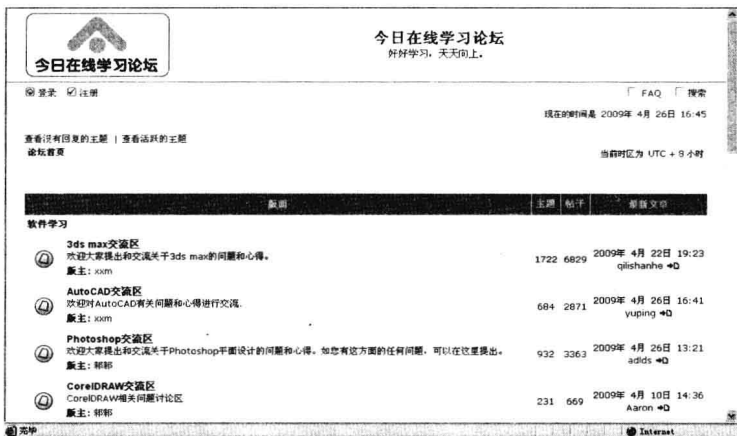 今日在线学习论坛
今日在线学习论坛
好好学习，天天向上。
登录 注册 FAQ 搜索
现在的时间是 2009年 4月 26日 16:45
查看没有回复的主题 | 查看活跃的主题
论坛首页 当前时区为 UTC + 8 小时
版面 主题 帖子 最新文章
软件学习
3ds max交流区
欢迎大家提出和交流关于3ds max的问题和心得。
版主: xxm
1722 6829 2009年 4月 22日 19:23
qilishanhe
AutoCAD交流区
欢迎对AutoCAD有关问题和心得进行交流.
版主: xxm
684 2871 2009年 4月 26日 16:41
yuping
Photoshop交流区
欢迎大家提出和交流关于Photoshop平面设计的问题和心得。如您有这方面的任何问题，可以在这里提出。
版主: 郁郁
932 3363 2009年 4月 26日 13:21
adlds
CorelDRAW交流区
CorelDRAW相关问题讨论区
版主: 郁郁
231 669 2009年 4月 10日 14:36
Aaron
完毕 Internet